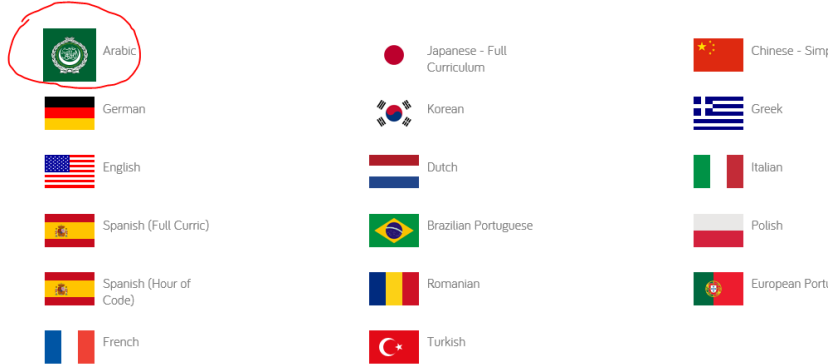 Arabic
Japanese - Full
Curriculum
Chinese - Simp
German
Korean
Greek
English
Dutch
Italian
Spanish (Full Curric)
Brazilian Portuguese
Polish
Spanish (Hour of
Code)
Romanian
European Portu
French
Turkish